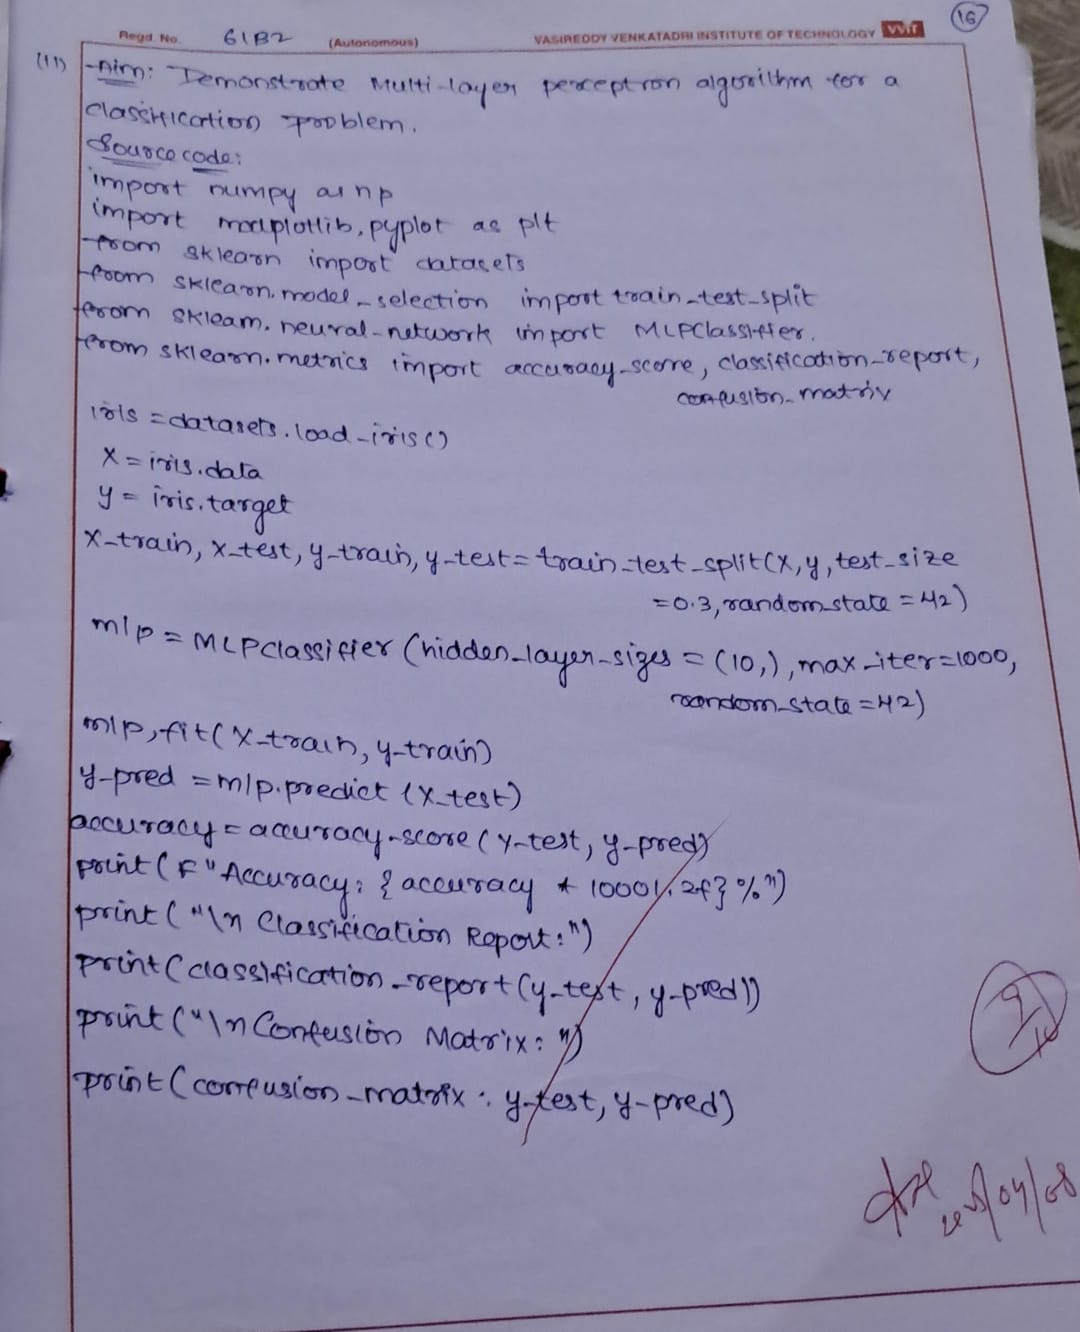 16
Regd. No. 61B2 (Autonomous) VASIREDDY VENKATADRI INSTITUTE OF TECHNOLOGY VVIT
(11) Aim: Demonstrate Multi-layer perceptron algorithm for a
classification problem.
Source code:
import numpy as np
import matplotlib.pyplot as plt
from sklearn import datasets
from sklearn.model_selection import train_test_split
from sklearn.neural-network import MLPClassifier.
from sklearn.metrics import accuracy_score, classification_report,
confusion_matrix
iris = datasets.load_iris()
X = iris.data
y = iris.target
X_train, X_test, y_train, y_test = train_test_split(X, y, test_size
= 0.3, random_state = 42)
mlp = MLPClassifier (hidden_layer_sizes = (10,), max_iter=1000,
random_state = 42)
mlp.fit(X_train, y_train)
y_pred = mlp.predict (X_test)
accuracy = accuracy_score (y_test, y_pred)
print (F"Accuracy: {accuracy * 100 2f} %")
print ("\n Classification Report:")
print (classification_report (y_test, y_pred))
print ("\n Confusion Matrix: ")
print (confusion_matrix : y_test, y_pred)
9/10